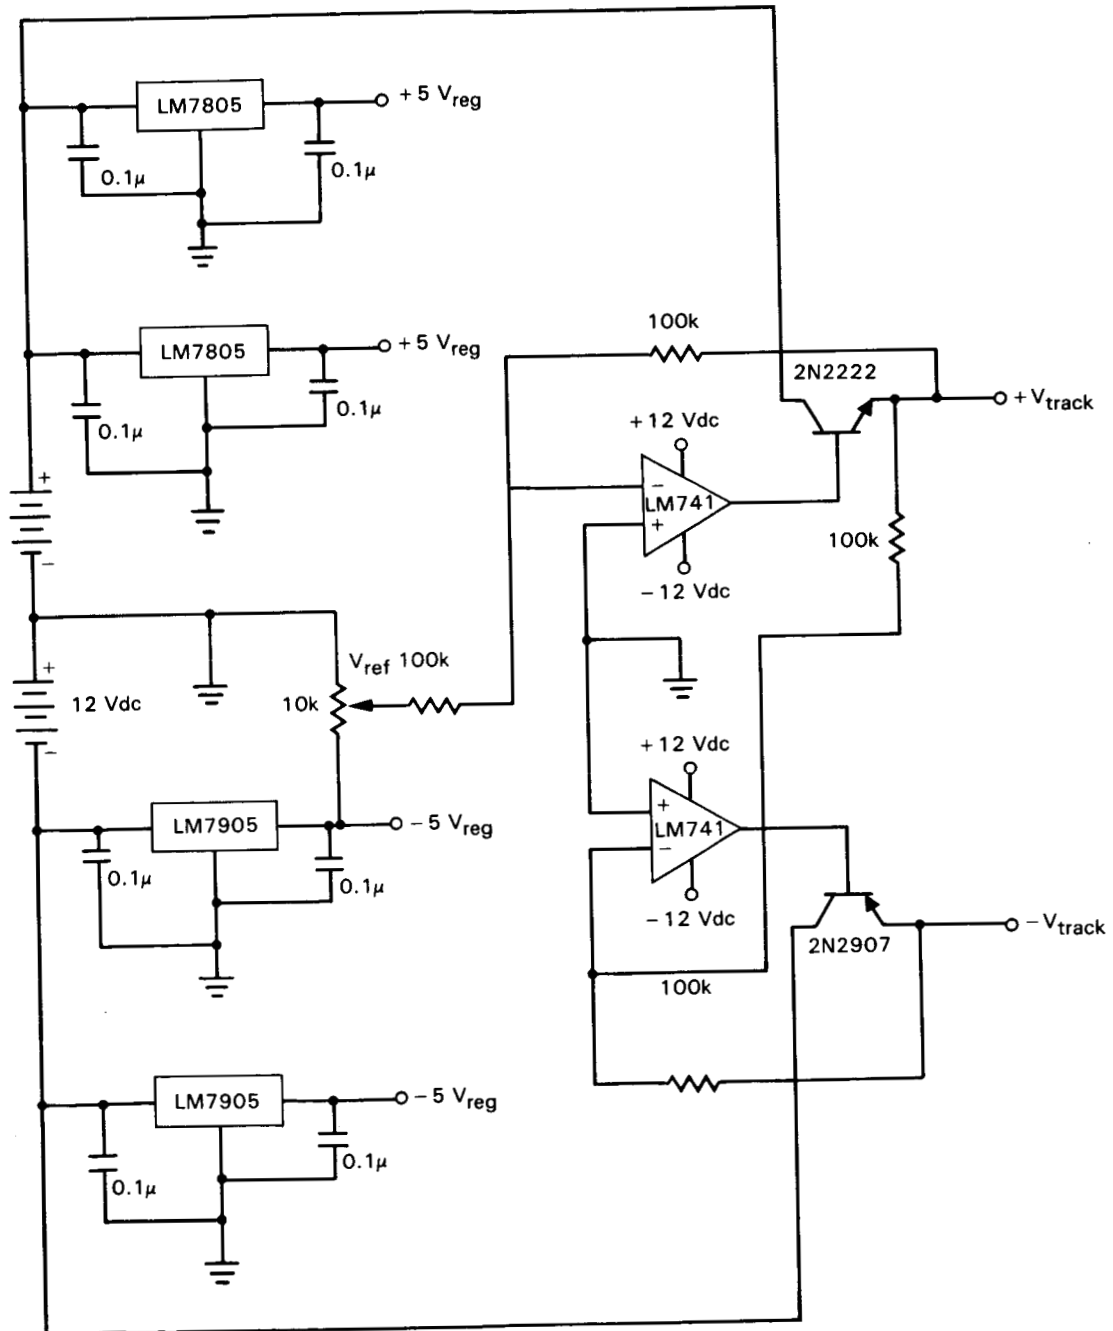 LM7805
+5 Vreg
0.1µ
0.1µ
LM7805
+5 Vreg
0.1µ
0.1µ
100k
2N2222
+Vtrack
+12 Vdc
LM741
−
+
−12 Vdc
100k
+
−
Vref 100k
10k
+
12 Vdc
−
+12 Vdc
+
LM741
−
−12 Vdc
LM7905
−5 Vreg
0.1µ
0.1µ
−Vtrack
2N2907
100k
LM7905
−5 Vreg
0.1µ
0.1µ